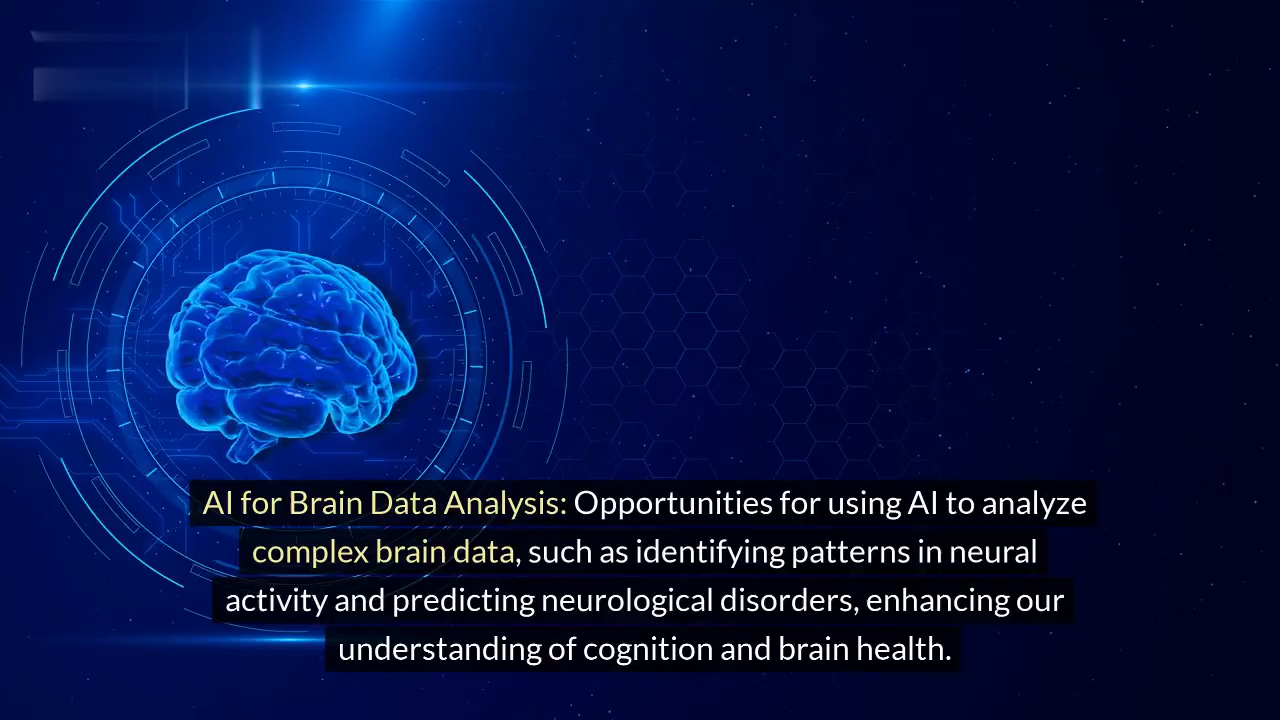 AI for Brain Data Analysis: Opportunities for using AI to analyze
complex brain data, such as identifying patterns in neural
activity and predicting neurological disorders, enhancing our
understanding of cognition and brain health.